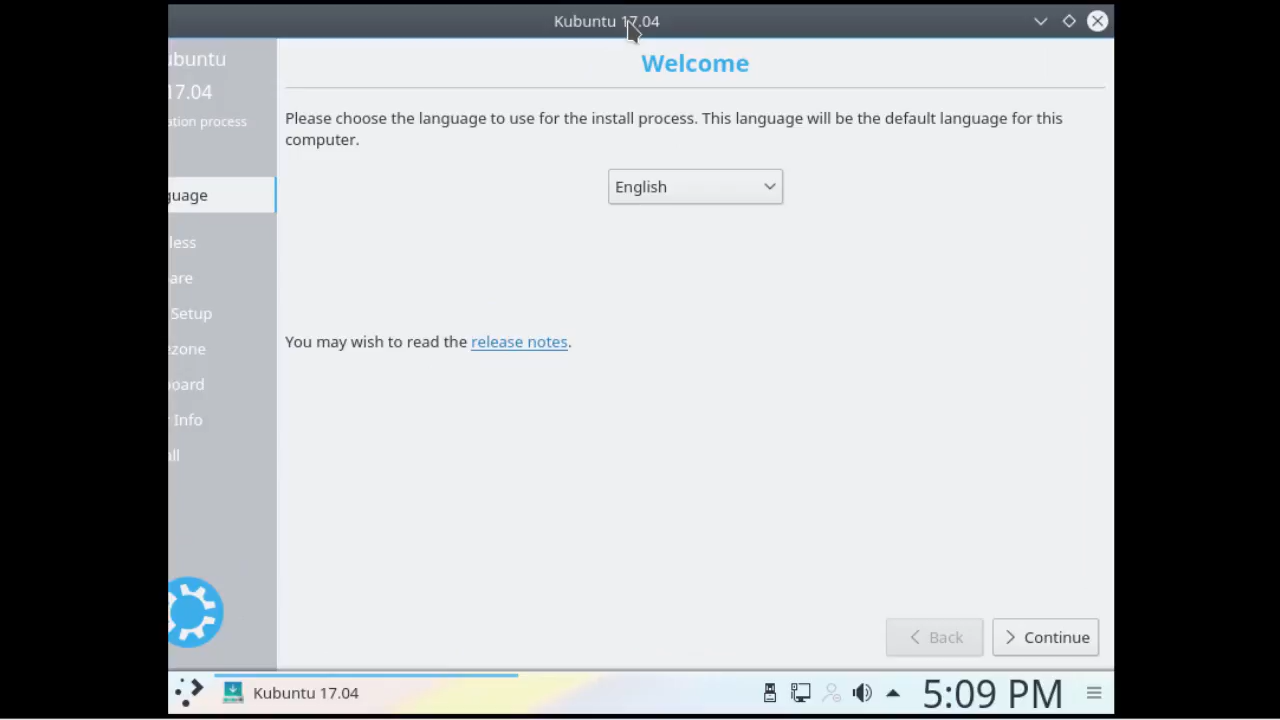 Kubuntu 17.04
ubuntu
17.04
ation process
guage
less
are
Setup
ezone
oard
Info
all
Welcome
Please choose the language to use for the install process. This language will be the default language for this
computer.
English
You may wish to read the release notes.
Back
Continue
Kubuntu 17.04
5:09 PM